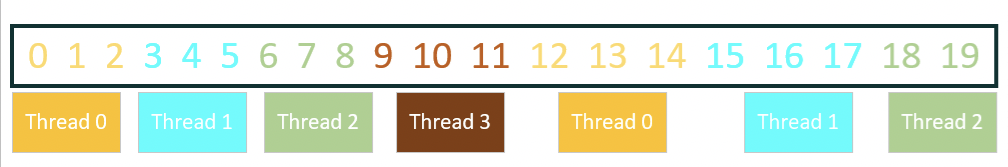 0 1 2 3 4 5 6 7 8 9 10 11 12 13 14 15 16 17 18 19
Thread 0 Thread 1 Thread 2 Thread 3 Thread 0 Thread 1 Thread 2